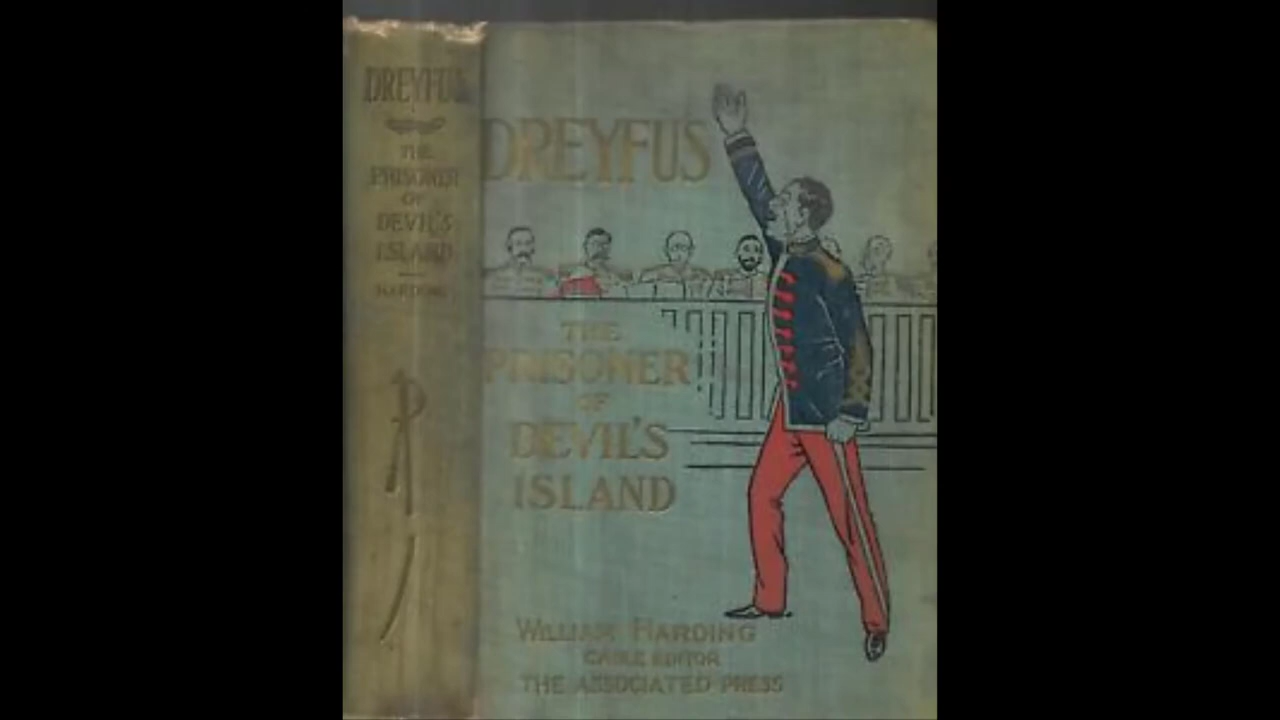 DREYFUS
THE
PRISONER
OF
DEVIL'S
ISLAND
HARDING
DREYFUS
THE
PRISONER
OF
DEVIL'S
ISLAND
WILLIAM HARDING
CABLE EDITOR
THE ASSOCIATED PRESS